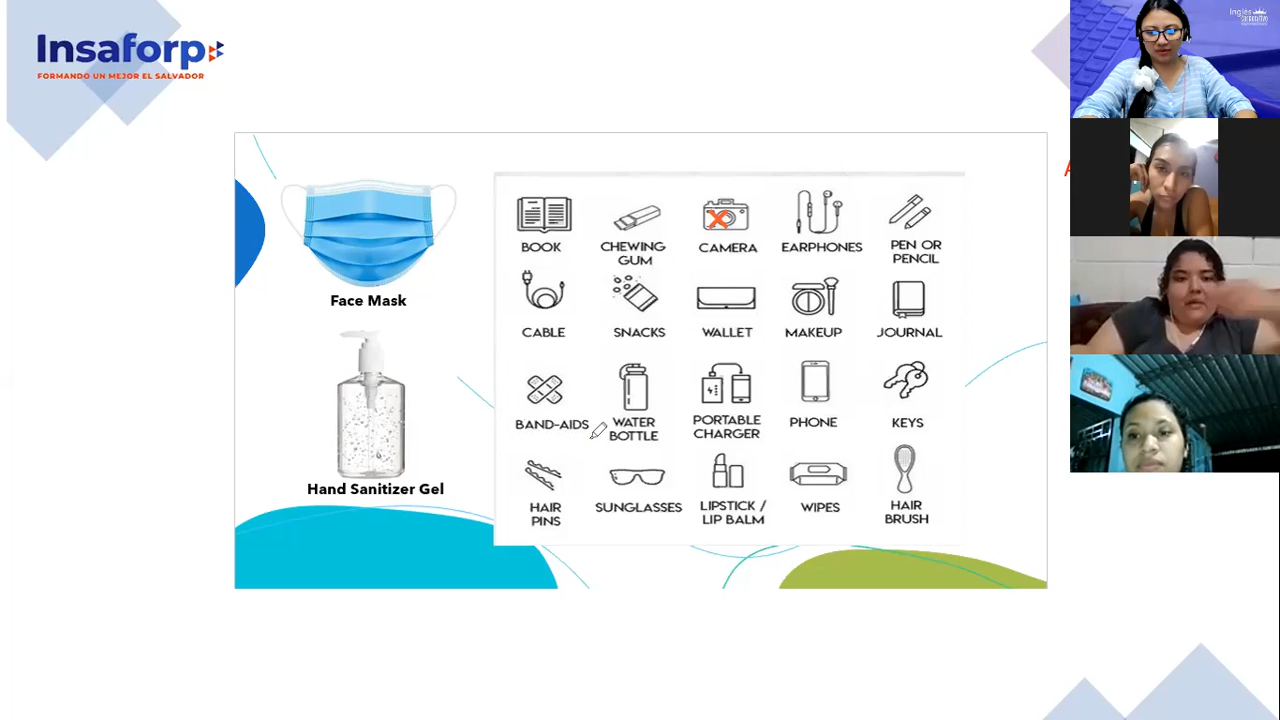 Insaforp
FORMANDO UN MEJOR EL SALVADOR
Face Mask
Hand Sanitizer Gel
BOOK
CHEWING GUM
CAMERA
EARPHONES
PEN OR PENCIL
CABLE
SNACKS
WALLET
MAKEUP
JOURNAL
BAND-AIDS
WATER BOTTLE
PORTABLE CHARGER
PHONE
KEYS
HAIR PINS
SUNGLASSES
LIPSTICK / LIP BALM
WIPES
HAIR BRUSH